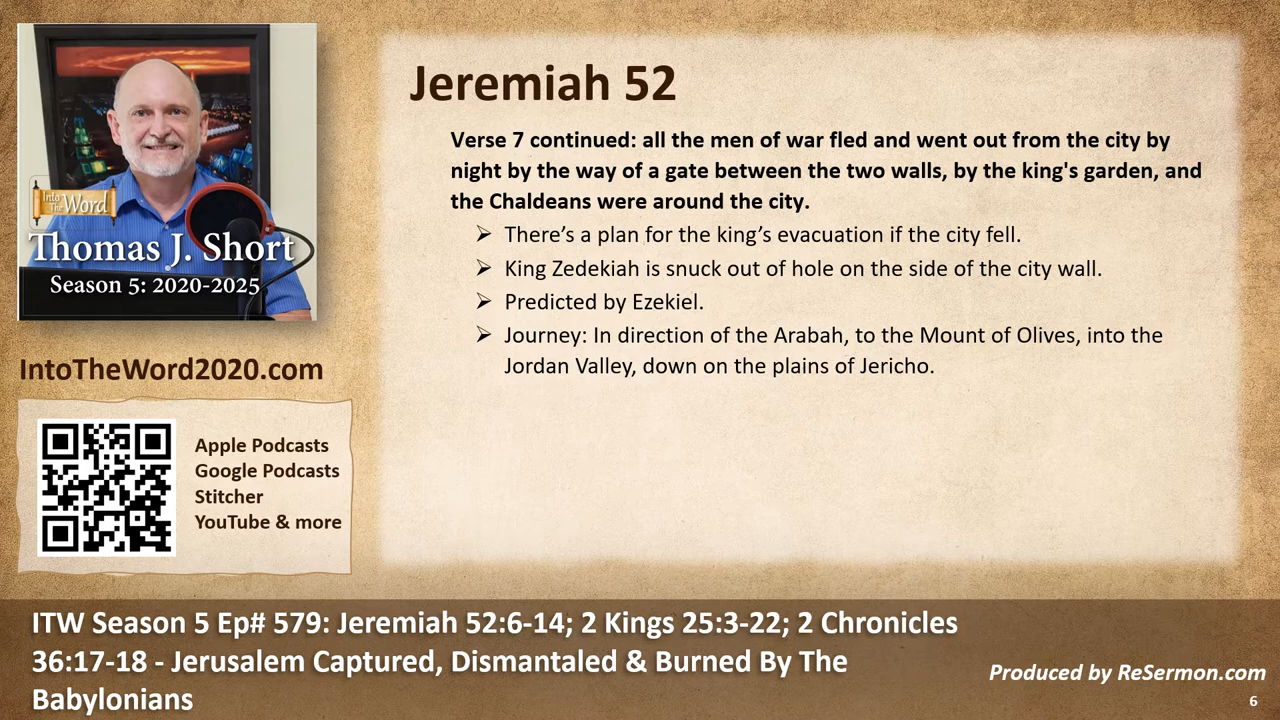 Into
The Word
Thomas J. Short
Season 5: 2020-2025
IntoTheWord2020.com
Apple Podcasts
Google Podcasts
Stitcher
YouTube & more
Jeremiah 52
Verse 7 continued: all the men of war fled and went out from the city by
night by the way of a gate between the two walls, by the king's garden, and
the Chaldeans were around the city.
➢ There’s a plan for the king’s evacuation if the city fell.
➢ King Zedekiah is snuck out of hole on the side of the city wall.
➢ Predicted by Ezekiel.
➢ Journey: In direction of the Arabah, to the Mount of Olives, into the
Jordan Valley, down on the plains of Jericho.
ITW Season 5 Ep# 579: Jeremiah 52:6-14; 2 Kings 25:3-22; 2 Chronicles
36:17-18 - Jerusalem Captured, Dismantaled & Burned By The
Babylonians
Produced by ReSermon.com
6